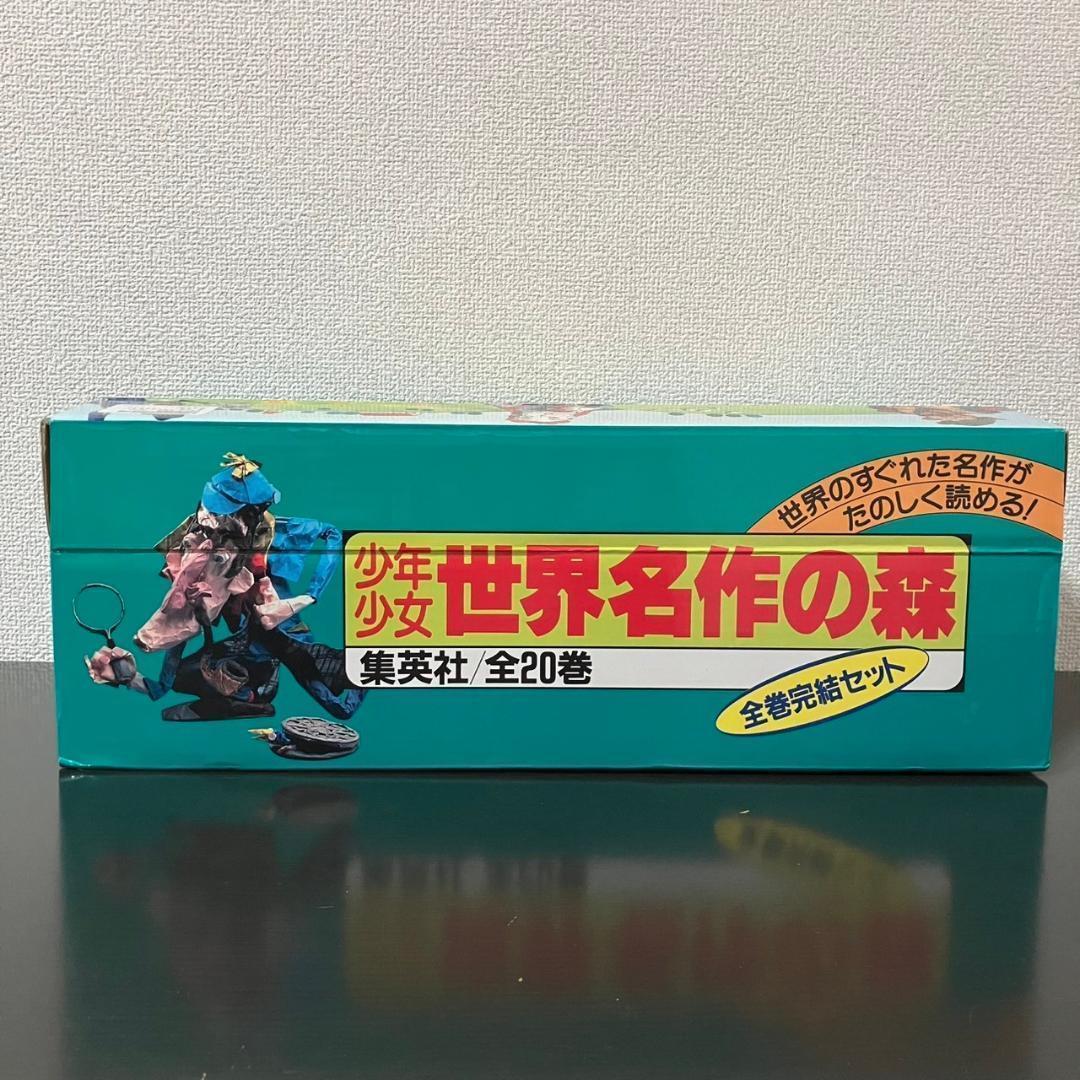 世界のすぐれた名作が
たのしく読める!
少年
少女
世界名作の森
集英社/全20巻
全巻完結セット